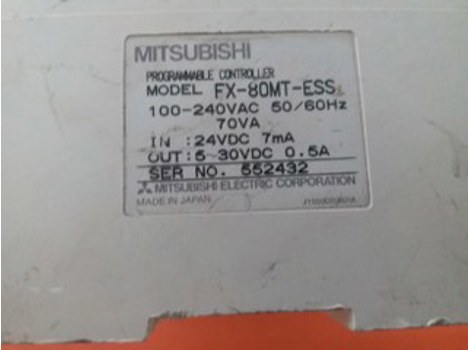 MITSUBISHI
PROGRAMMABLE CONTROLLER
MODEL FX-80MT-ESS
100-240VAC 50/60Hz
70VA
IN :24VDC 7mA
OUT:5-30VDC 0.5A
SER NO. 552432
MITSUBISHI ELECTRIC CORPORATION
MADE IN JAPAN